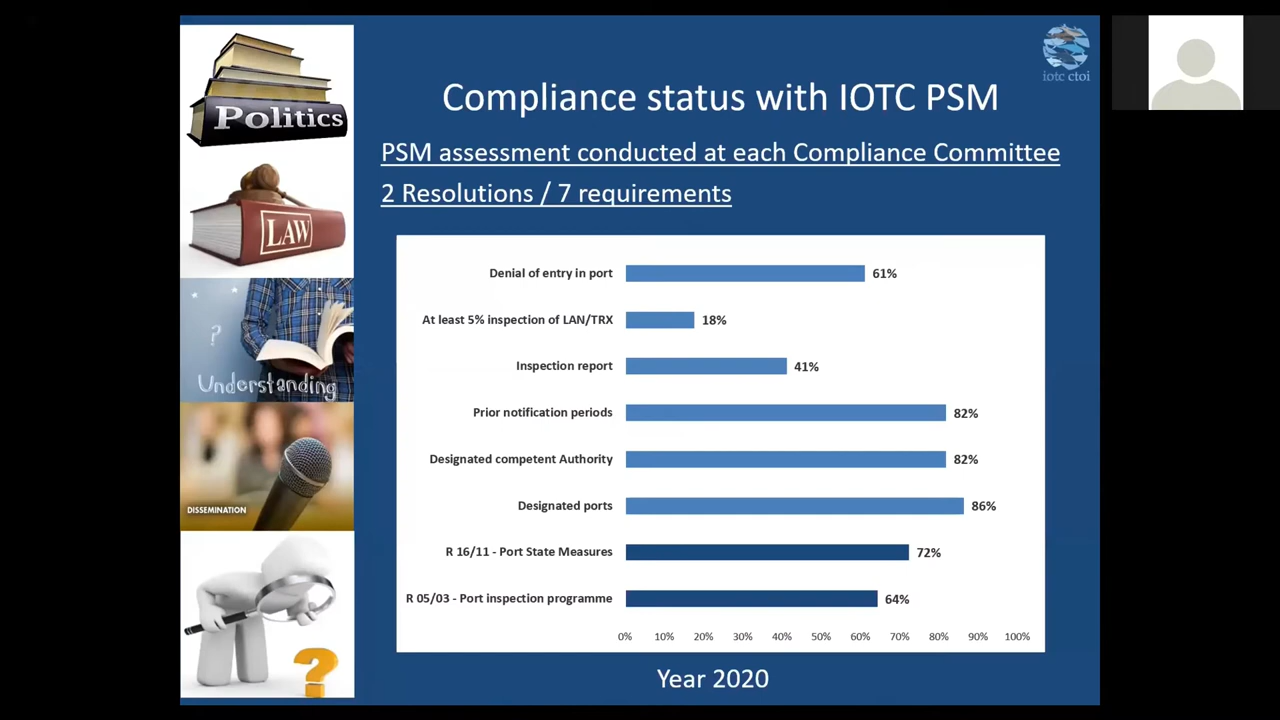 Politics
LAW
?
Understanding
DISSEMINATION
?
iotc ctoi
Compliance status with IOTC PSM
PSM assessment conducted at each Compliance Committee
2 Resolutions / 7 requirements
Denial of entry in port 61%
At least 5% inspection of LAN/TRX 18%
Inspection report 41%
Prior notification periods 82%
Designated competent Authority 82%
Designated ports 86%
R 16/11 - Port State Measures 72%
R 05/03 - Port inspection programme 64%
0% 10% 20% 30% 40% 50% 60% 70% 80% 90% 100%
Year 2020